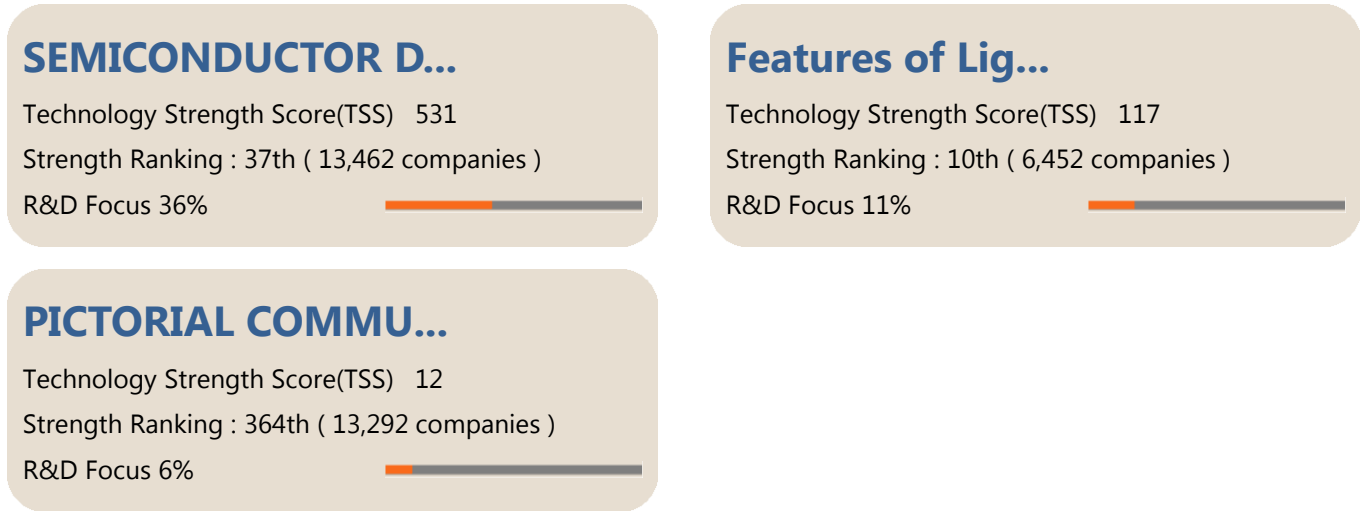 SEMICONDUCTOR D...
Technology Strength Score(TSS) 531
Strength Ranking : 37th ( 13,462 companies )
R&D Focus 36%
Features of Lig...
Technology Strength Score(TSS) 117
Strength Ranking : 10th ( 6,452 companies )
R&D Focus 11%
PICTORIAL COMMU...
Technology Strength Score(TSS) 12
Strength Ranking : 364th ( 13,292 companies )
R&D Focus 6%